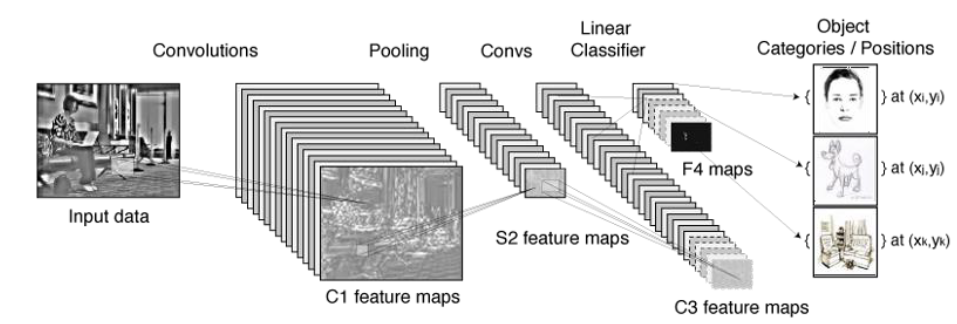 Convolutions
Pooling
Convs
Linear
Classifier
Object
Categories / Positions
{ } at (xi,yi)
{ } at (xj,yj)
{ } at (xk,yk)
Input data
C1 feature maps
S2 feature maps
C3 feature maps
F4 maps